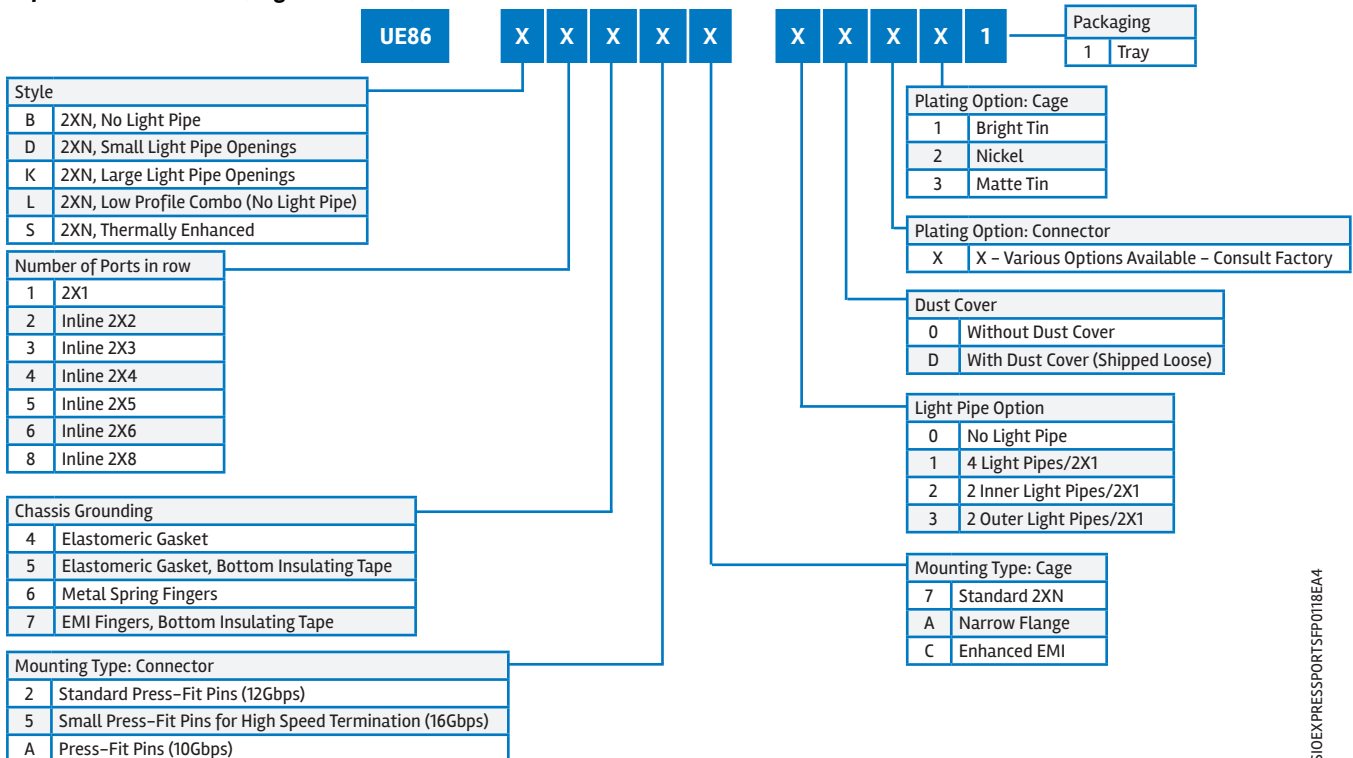 UE86 X X X X X X X X X 1
Packaging
1 Tray
Style
B 2XN, No Light Pipe
D 2XN, Small Light Pipe Openings
K 2XN, Large Light Pipe Openings
L 2XN, Low Profile Combo (No Light Pipe)
S 2XN, Thermally Enhanced
Number of Ports in row
1 2X1
2 Inline 2X2
3 Inline 2X3
4 Inline 2X4
5 Inline 2X5
6 Inline 2X6
8 Inline 2X8
Chassis Grounding
4 Elastomeric Gasket
5 Elastomeric Gasket, Bottom Insulating Tape
6 Metal Spring Fingers
7 EMI Fingers, Bottom Insulating Tape
Mounting Type: Connector
2 Standard Press-Fit Pins (12Gbps)
5 Small Press-Fit Pins for High Speed Termination (16Gbps)
A Press-Fit Pins (10Gbps)
Plating Option: Cage
1 Bright Tin
2 Nickel
3 Matte Tin
Plating Option: Connector
X X – Various Options Available – Consult Factory
Dust Cover
0 Without Dust Cover
D With Dust Cover (Shipped Loose)
Light Pipe Option
0 No Light Pipe
1 4 Light Pipes/2X1
2 2 Inner Light Pipes/2X1
3 2 Outer Light Pipes/2X1
Mounting Type: Cage
7 Standard 2XN
A Narrow Flange
C Enhanced EMI
SIOEXPRESSPORTSFP0118EA4